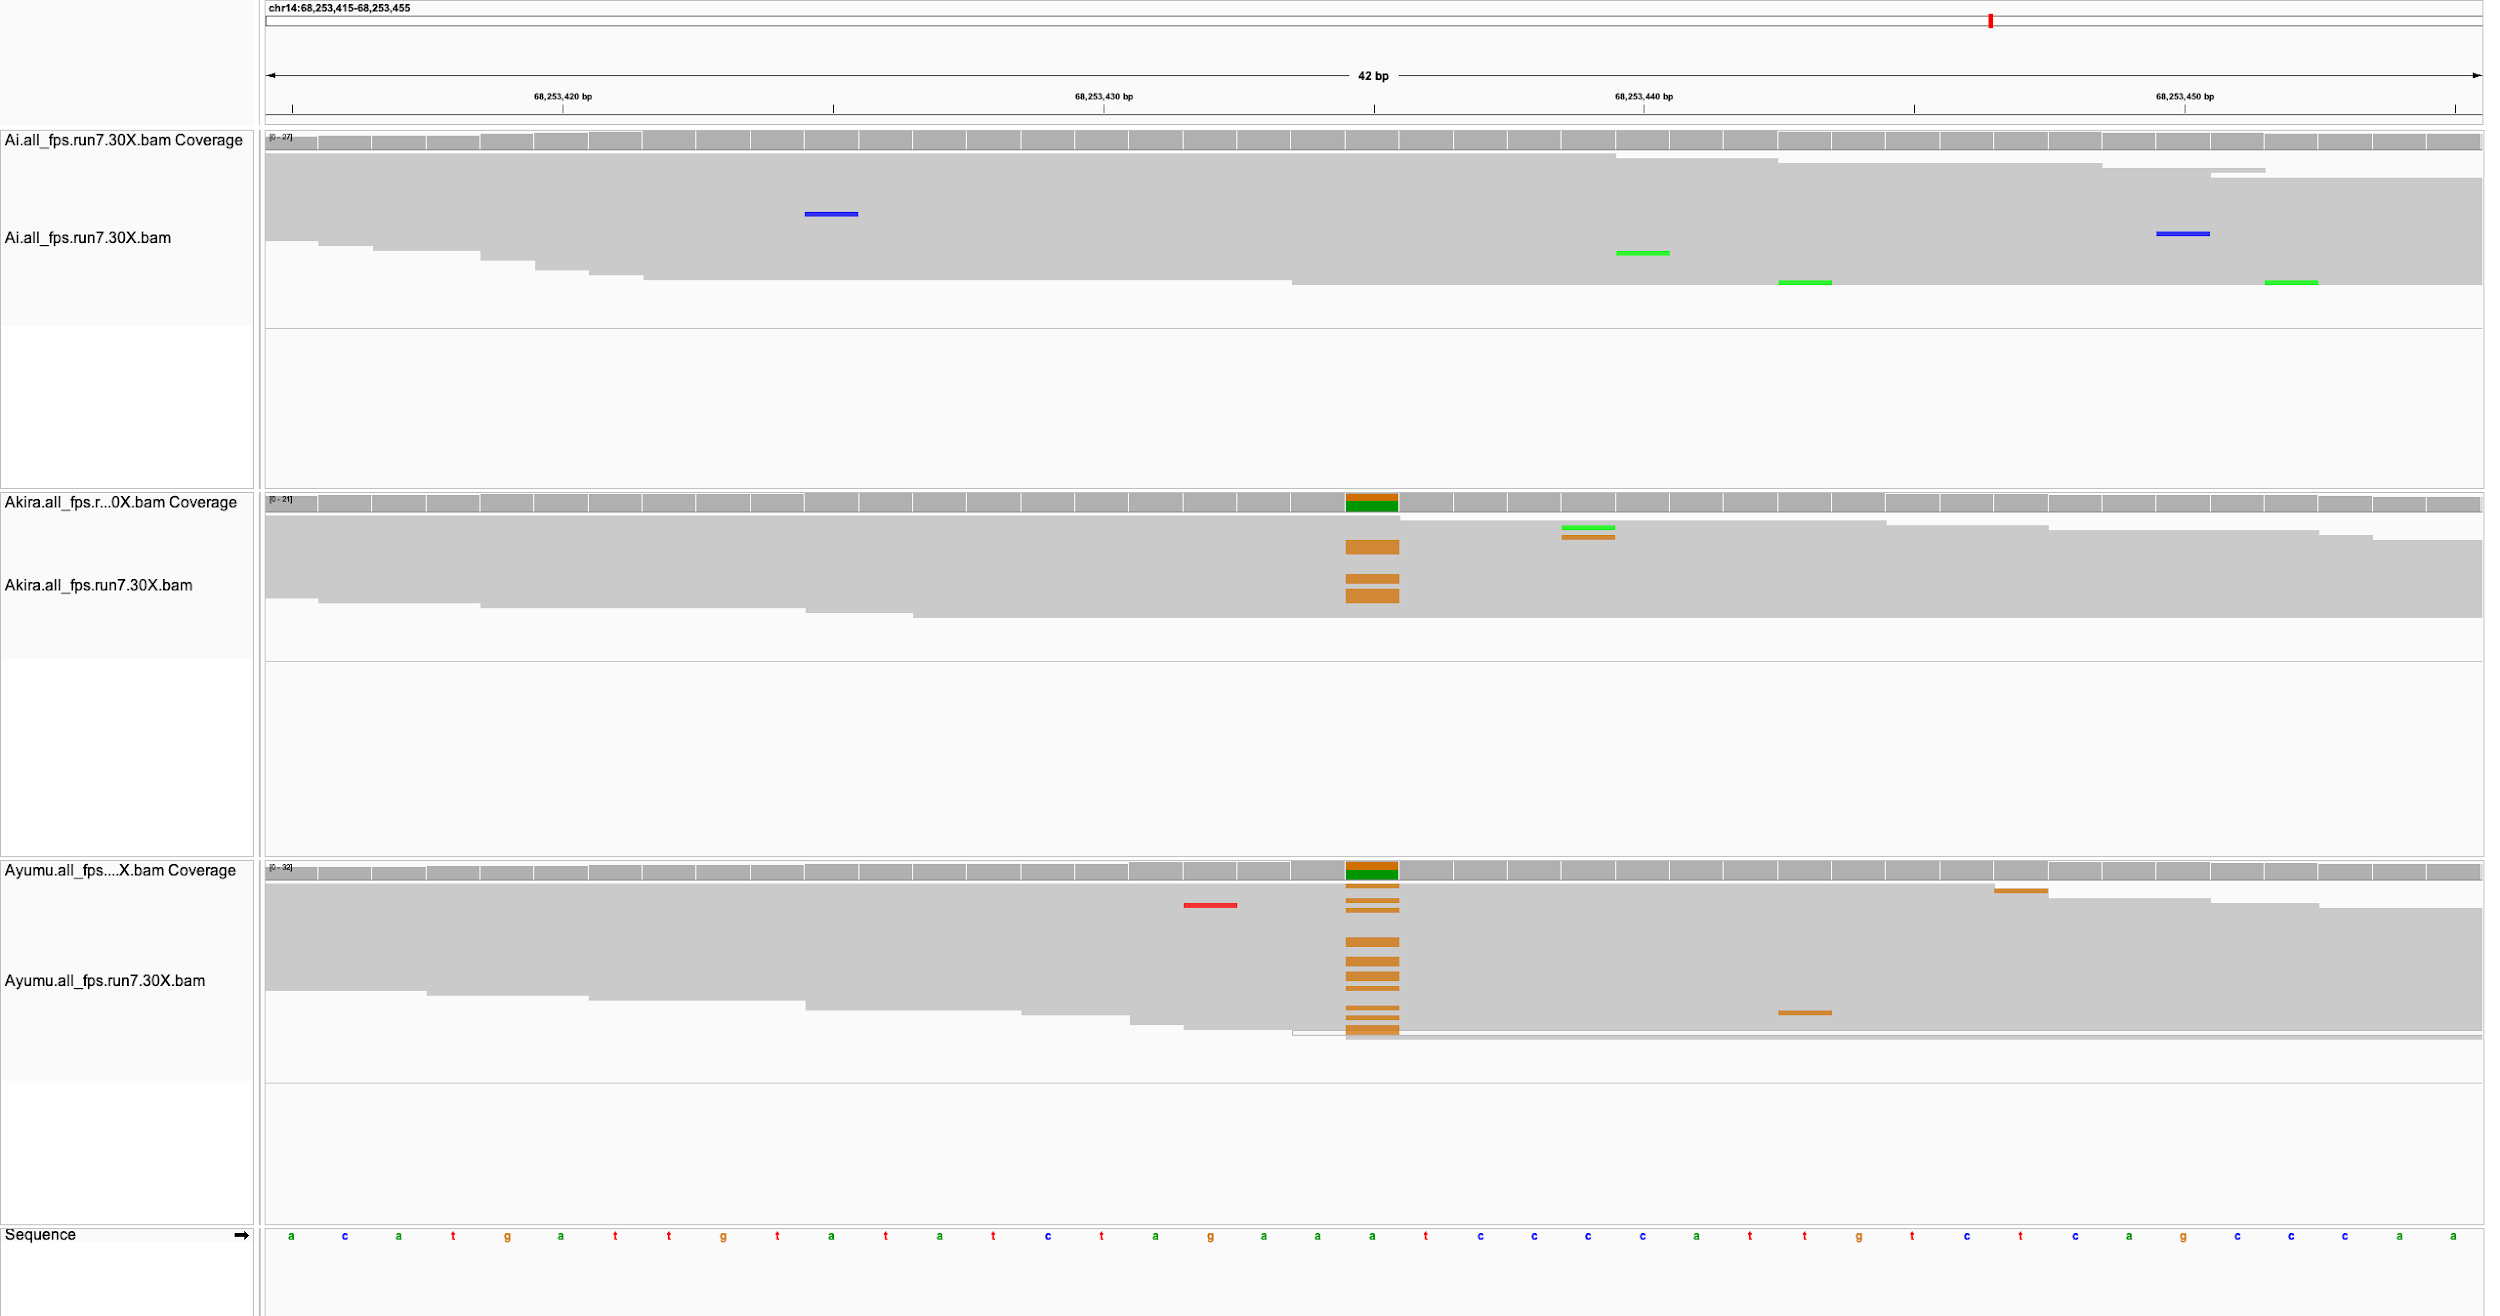 chr14:68,253,415-68,253,455
42 bp
68,253,420 bp 68,253,430 bp 68,253,440 bp 68,253,450 bp
Ai.all_fps.run7.30X.bam Coverage
[0 - 27]
Ai.all_fps.run7.30X.bam
Akira.all_fps.r...0X.bam Coverage
[0 - 21]
Akira.all_fps.run7.30X.bam
Ayumu.all_fps....X.bam Coverage
[0 - 32]
Ayumu.all_fps.run7.30X.bam
Sequence a c a t g a t t g t a t a t c t a g a a a t c c c c a t t g t c t c a g c c c a a